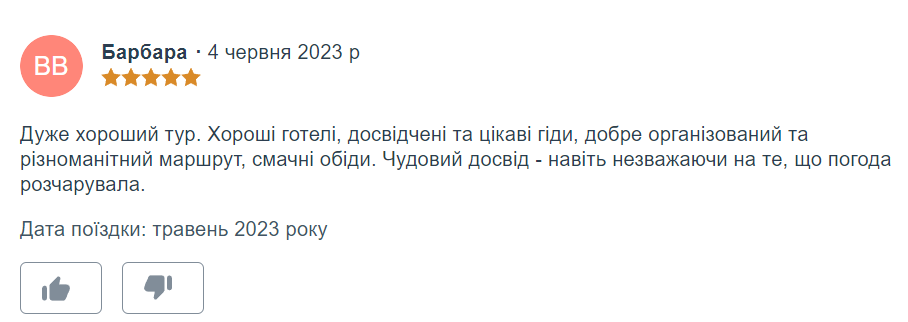 ВВ
Барбара · 4 червня 2023 р
Дуже хороший тур. Хороші готелі, досвідчені та цікаві гіди, добре організований та
різноманітний маршрут, смачні обіди. Чудовий досвід - навіть незважаючи на те, що погода
розчарувала.
Дата поїздки: травень 2023 року